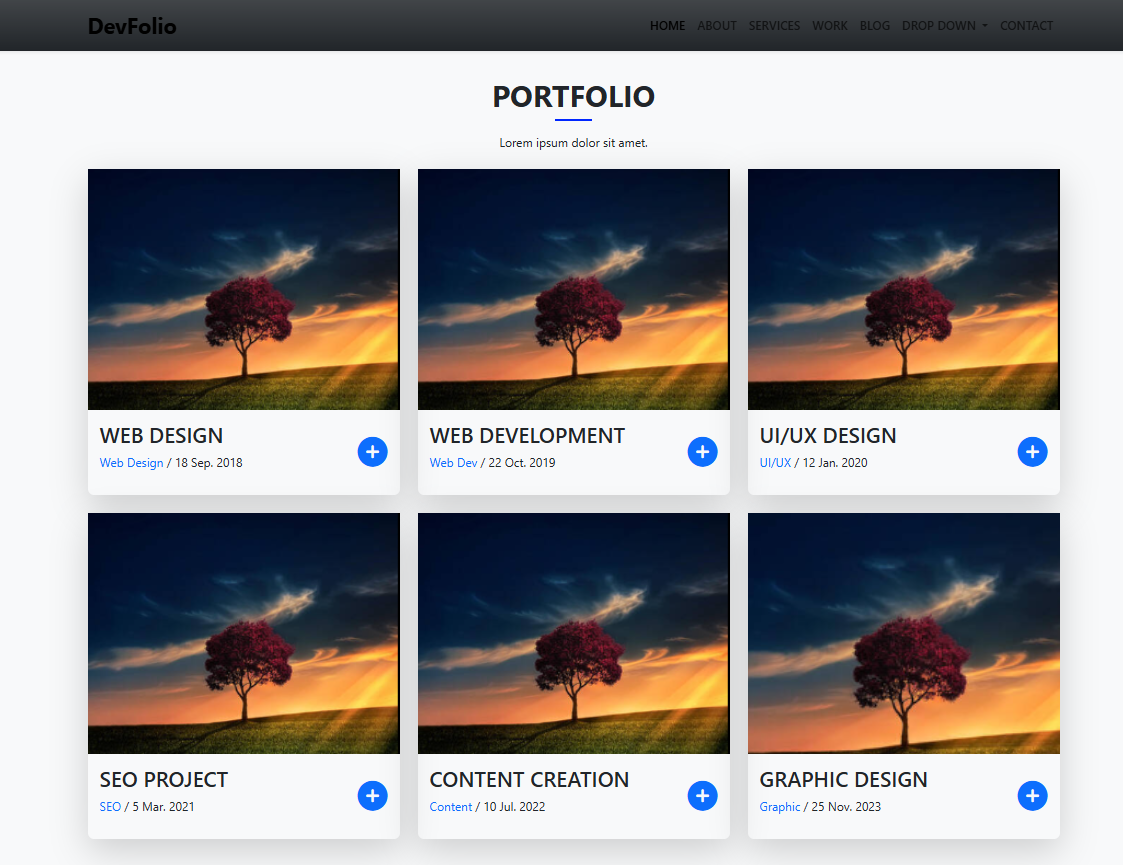 DevFolio
HOME ABOUT SERVICES WORK BLOG DROP DOWN CONTACT
PORTFOLIO
Lorem ipsum dolor sit amet.
WEB DESIGN
Web Design / 18 Sep. 2018
WEB DEVELOPMENT
Web Dev / 22 Oct. 2019
UI/UX DESIGN
UI/UX / 12 Jan. 2020
SEO PROJECT
SEO / 5 Mar. 2021
CONTENT CREATION
Content / 10 Jul. 2022
GRAPHIC DESIGN
Graphic / 25 Nov. 2023